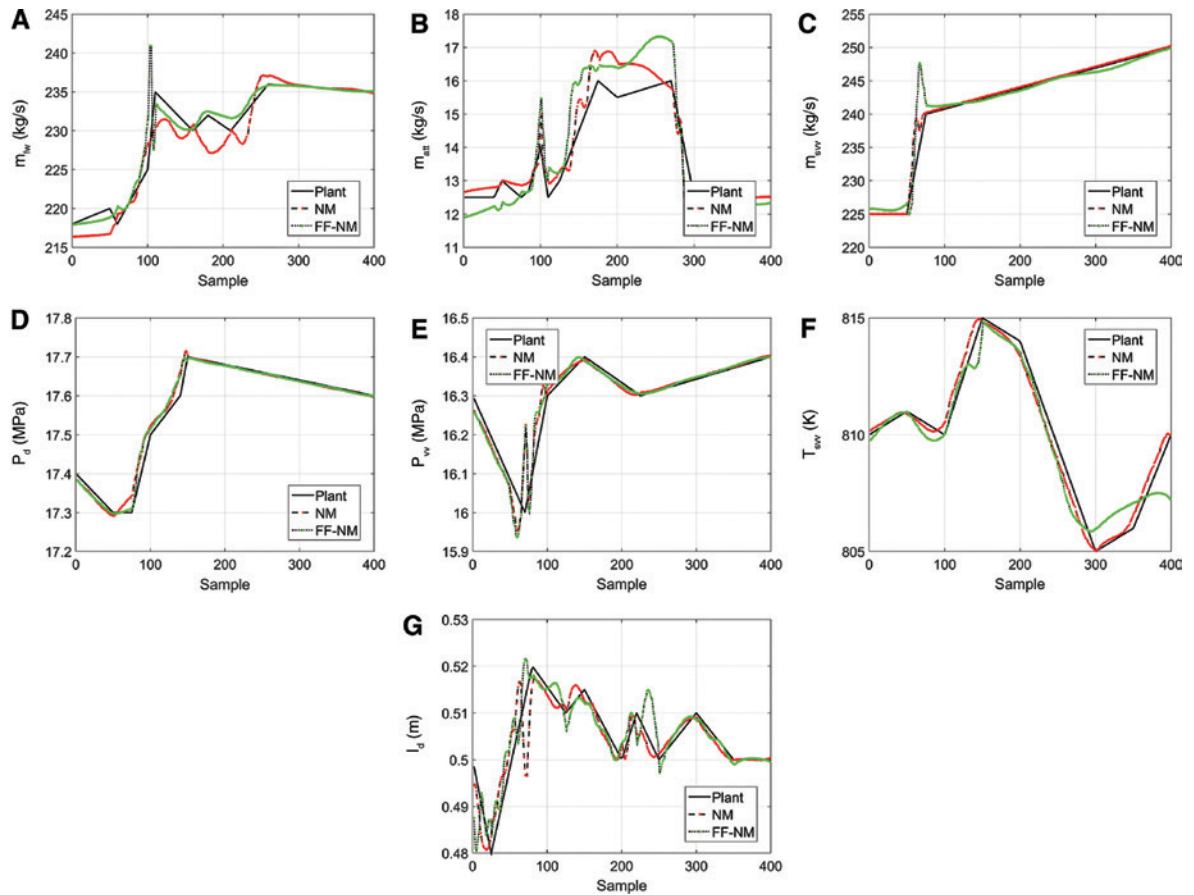 A
245
240
235
230
225
220
215
m_fw (kg/s)
0 100 200 300 400
Sample
Plant
NM
FF-NM
B
18
17
16
15
14
13
12
11
m_att (kg/s)
0 100 200 300 400
Sample
Plant
NM
FF-NM
C
255
250
245
240
235
230
225
220
m_svv (kg/s)
0 100 200 300 400
Sample
Plant
NM
FF-NM
D
17.8
17.7
17.6
17.5
17.4
17.3
17.2
P_d (MPa)
0 100 200 300 400
Sample
Plant
NM
FF-NM
E
16.5
16.4
16.3
16.2
16.1
16
15.9
P_vv (MPa)
0 100 200 300 400
Sample
Plant
NM
FF-NM
F
815
810
805
T_svv (K)
0 100 200 300 400
Sample
Plant
NM
FF-NM
G
0.53
0.52
0.51
0.5
0.49
0.48
l_d (m)
0 100 200 300 400
Sample
Plant
NM
FF-NM